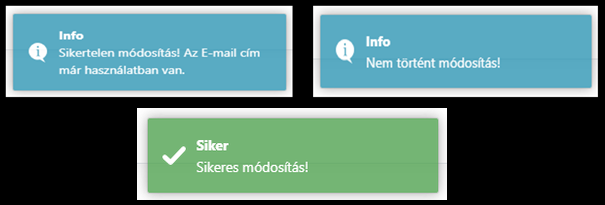 Info
Sikertelen módosítás! Az E-mail cím
már használatban van.
Info
Nem történt módosítás!
Siker
Sikeres módosítás!